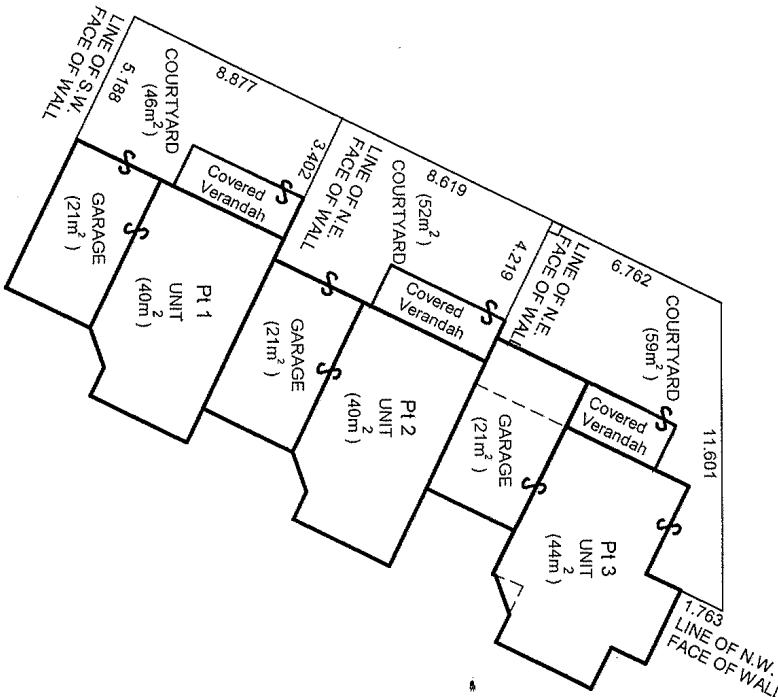 LINE OF S.W.
FACE OF WALL
5.188
8.877
COURTYARD
(46m²)
3.402
Covered
Verandah
GARAGE
(21m²)
Pt 1
UNIT
(40m²)
LINE OF N.E.
FACE OF WALL
8.619
COURTYARD
(52m²)
4.219
Covered
Verandah
GARAGE
(21m²)
Pt 2
UNIT
(40m²)
LINE OF N.E.
FACE OF WALL
6.762
COURTYARD
(59m²)
11.601
Covered
Verandah
GARAGE
(21m²)
Pt 3
UNIT
(44m²)
1.763
LINE OF N.W.
FACE OF WALL